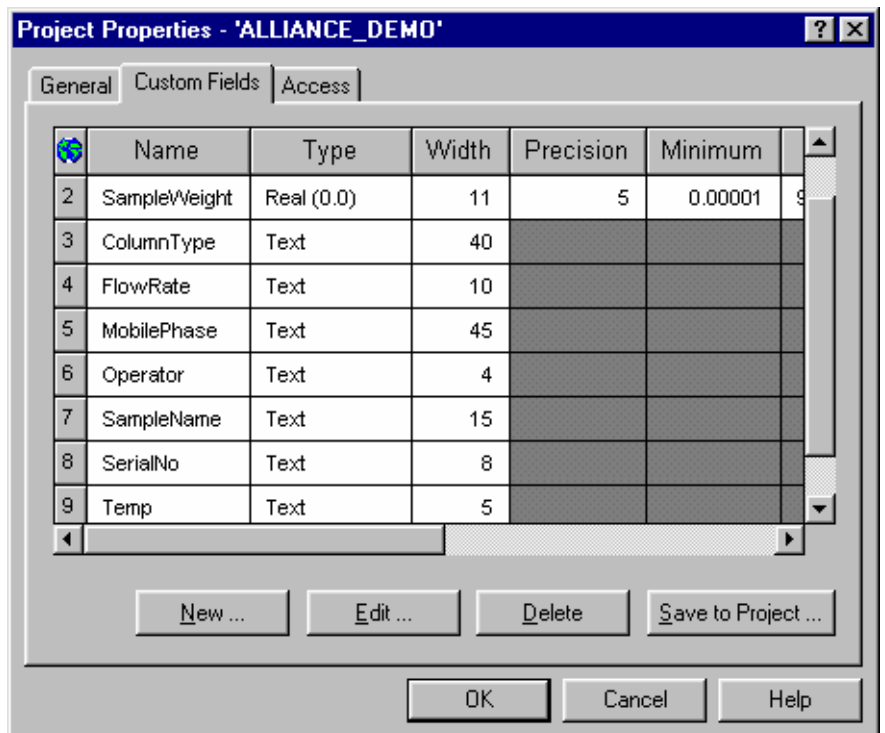 Project Properties - 'ALLIANCE_DEMO'
General Custom Fields Access
Name Type Width Precision Minimum
2 SampleWeight Real (0.0) 11 5 0.00001 9
3 ColumnType Text 40
4 FlowRate Text 10
5 MobilePhase Text 45
6 Operator Text 4
7 SampleName Text 15
8 SerialNo Text 8
9 Temp Text 5
New ... Edit ... Delete Save to Project ...
OK Cancel Help